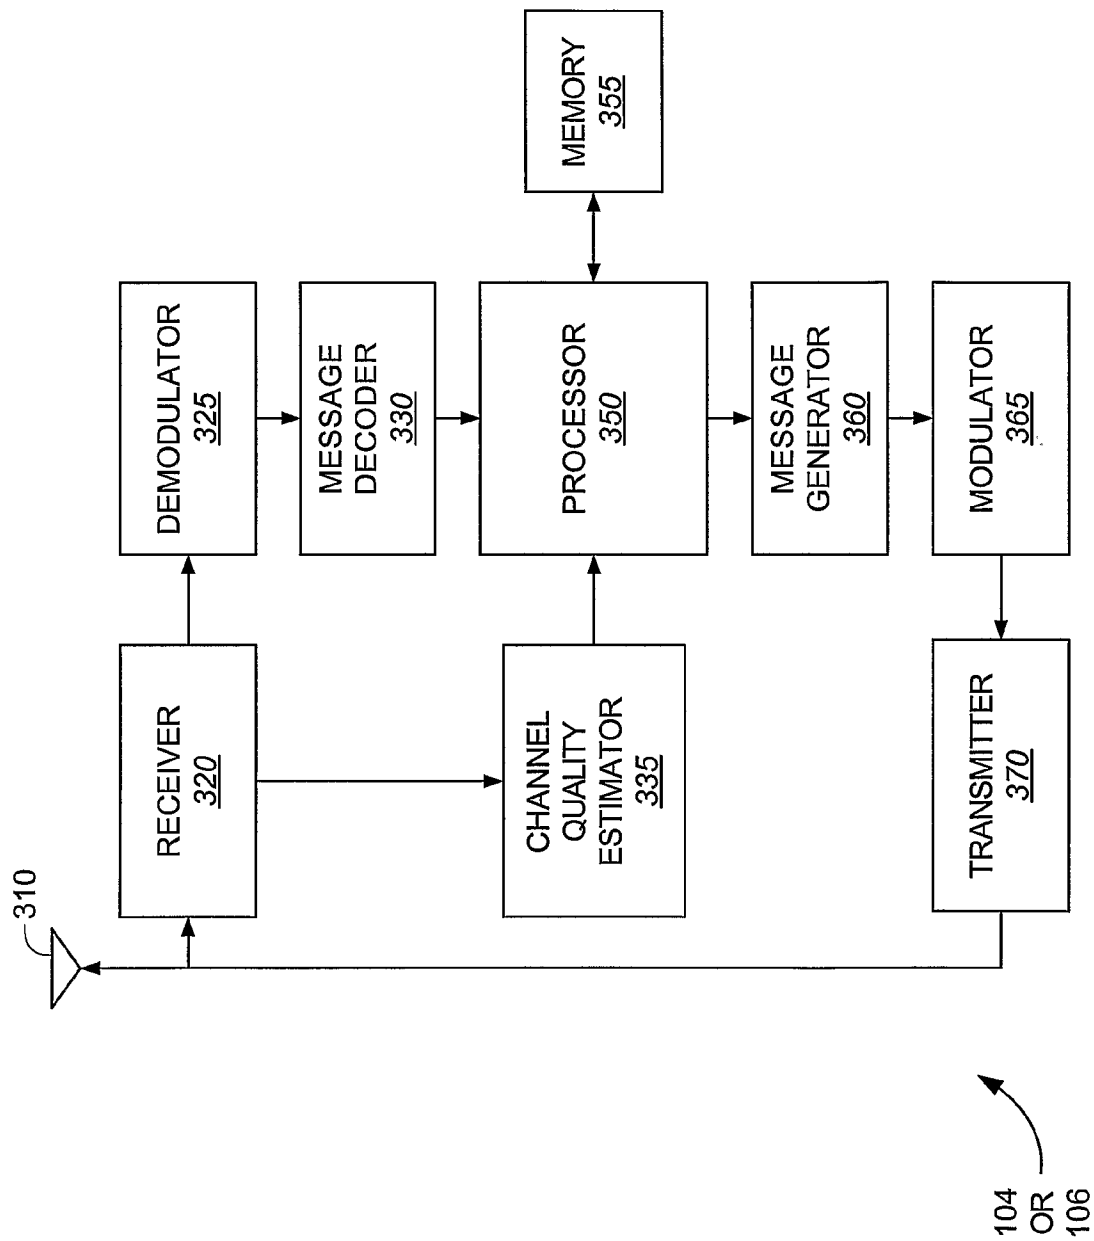 310
RECEIVER
320
DEMODULATOR
325
MESSAGE
DECODER
330
CHANNEL
QUALITY
ESTIMATOR
335
PROCESSOR
350
MEMORY
355
MESSAGE
GENERATOR
360
TRANSMITTER
370
MODULATOR
365
104
OR
106